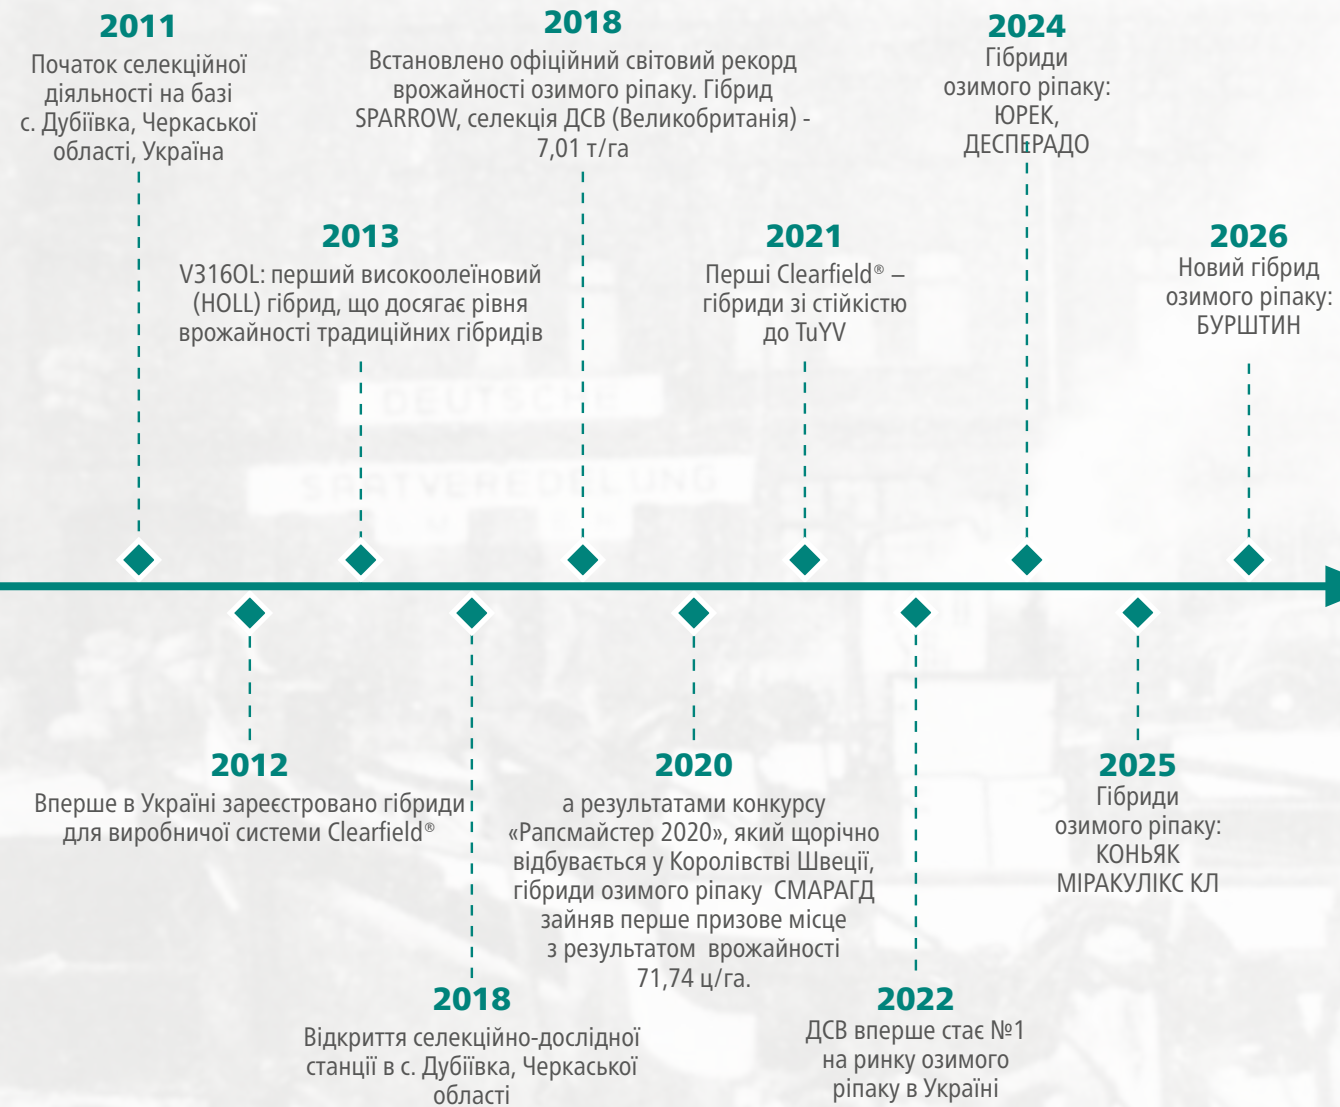 2011
Початок селекційної
діяльності на базі
с. Дубіївка, Черкаської
області, Україна
2018
Встановлено офіційний світовий рекорд
врожайності озимого ріпаку. Гібрид
SPARROW, селекція ДСВ (Великобританія) -
7,01 т/га
2024
Гібриди
озимого ріпаку:
ЮРЕК,
ДЕСПЕРАДО
2013
V316OL: перший високоолеїновий
(HOLL) гібрид, що досягає рівня
врожайності традиційних гібридів
2021
Перші Clearfield® –
гібриди зі стійкістю
до TuYV
2026
Новий гібрид
озимого ріпаку:
БУРШТИН
DEUTSCHE
SAATVEREDELUNG
2012
Вперше в Україні зареєстровано гібриди
для виробничої системи Clearfield®
2020
а результатами конкурсу
«Рапсмайстер 2020», який щорічно
відбувається у Королівстві Швеції,
гібриди озимого ріпаку СМАРАГД
зайняв перше призове місце
з результатом врожайності
71,74 ц/га.
2025
Гібриди
озимого ріпаку:
КОНЬЯК
МІРАКУЛІКС КЛ
2018
Відкриття селекційно-дослідної
станції в с. Дубіївка, Черкаської
області
2022
ДСВ вперше стає №1
на ринку озимого
ріпаку в Україні